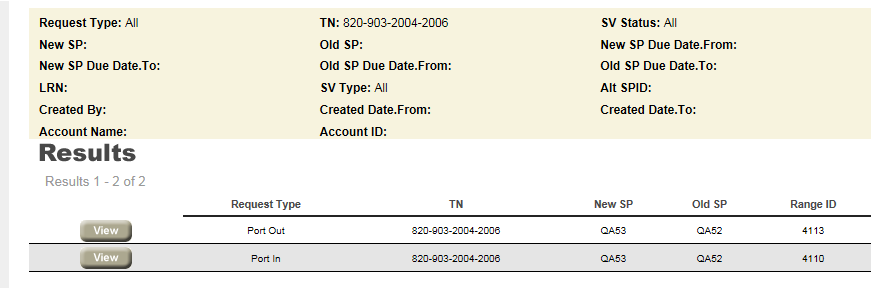 Request Type: All TN: 820-903-2004-2006 SV Status: All
New SP: Old SP: New SP Due Date.From:
New SP Due Date.To: Old SP Due Date.From: Old SP Due Date.To:
LRN: SV Type: All Alt SPID:
Created By: Created Date.From: Created Date.To:
Account Name: Account ID:
Results
Results 1 - 2 of 2
Request Type TN New SP Old SP Range ID
View Port Out 820-903-2004-2006 QA53 QA52 4113
View Port In 820-903-2004-2006 QA53 QA52 4110